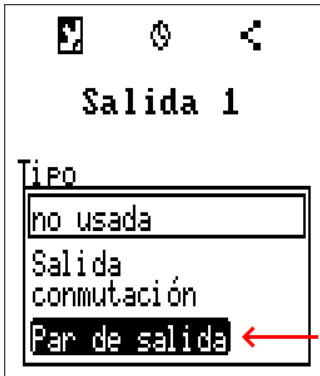 Salida 1
Tipo
no usada
Salida
conmutación
Par de salida